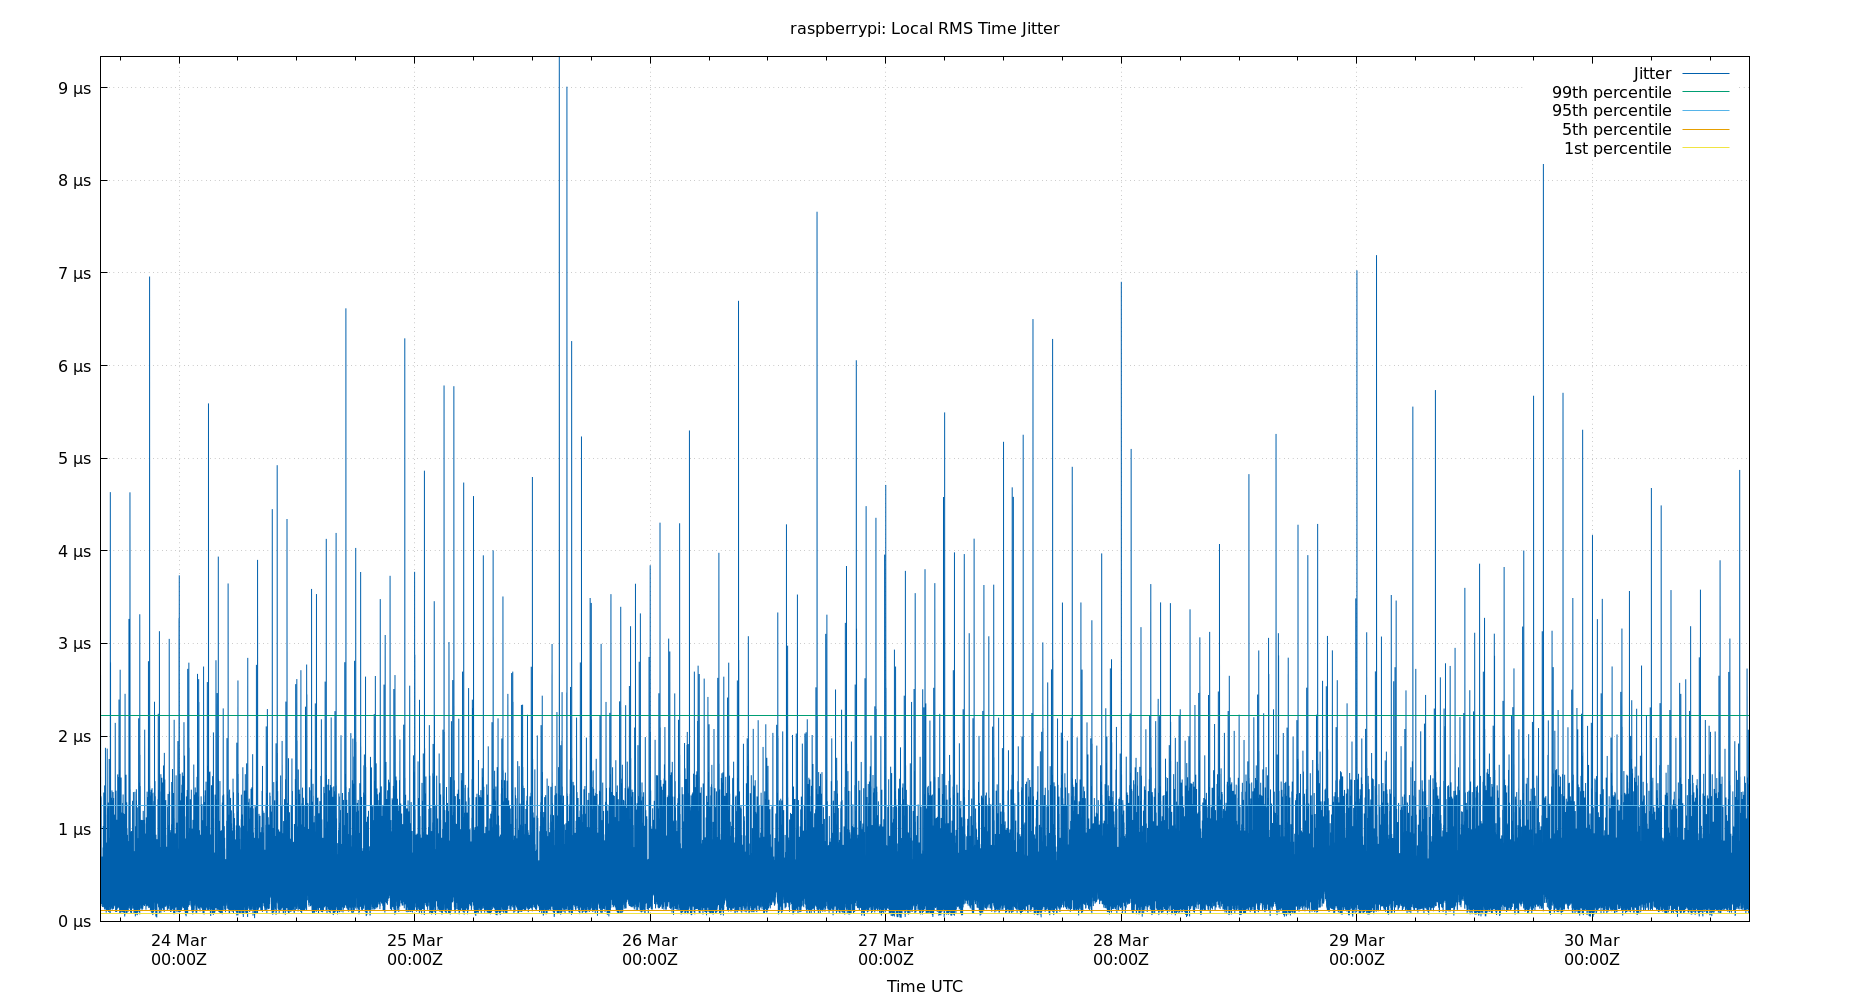 raspberrypi: Local RMS Time Jitter
Jitter
99th percentile
95th percentile
5th percentile
1st percentile
9 µs
8 µs
7 µs
6 µs
5 µs
4 µs
3 µs
2 µs
1 µs
0 µs
24 Mar 25 Mar 26 Mar 27 Mar 28 Mar 29 Mar 30 Mar
00:00Z 00:00Z 00:00Z 00:00Z 00:00Z 00:00Z 00:00Z
Time UTC